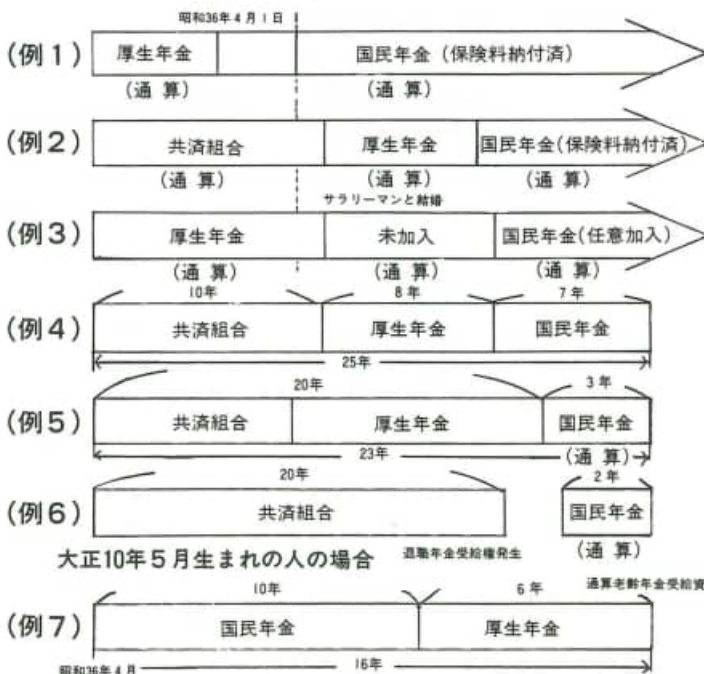 昭和36年4月1日
(例1) 厚生年金 国民年金(保険料納付済)
(通算) (通算)
(例2) 共済組合 厚生年金 国民年金(保険料納付済)
(通算) (通算) (通算)
サラリーマンと結婚
(例3) 厚生年金 未加入 国民年金(任意加入)
(通算) (通算) (通算)
10年 8年 7年
(例4) 共済組合 厚生年金 国民年金
25年
20年 3年
(例5) 共済組合 厚生年金 国民年金
23年 (通算)
20年 2年
(例6) 共済組合 国民年金
大正10年5月生まれの人の場合 退職年金受給権発生 (通算)
10年 6年 通算老齢年金受給資
(例7) 国民年金 厚生年金
昭和36年4月 16年